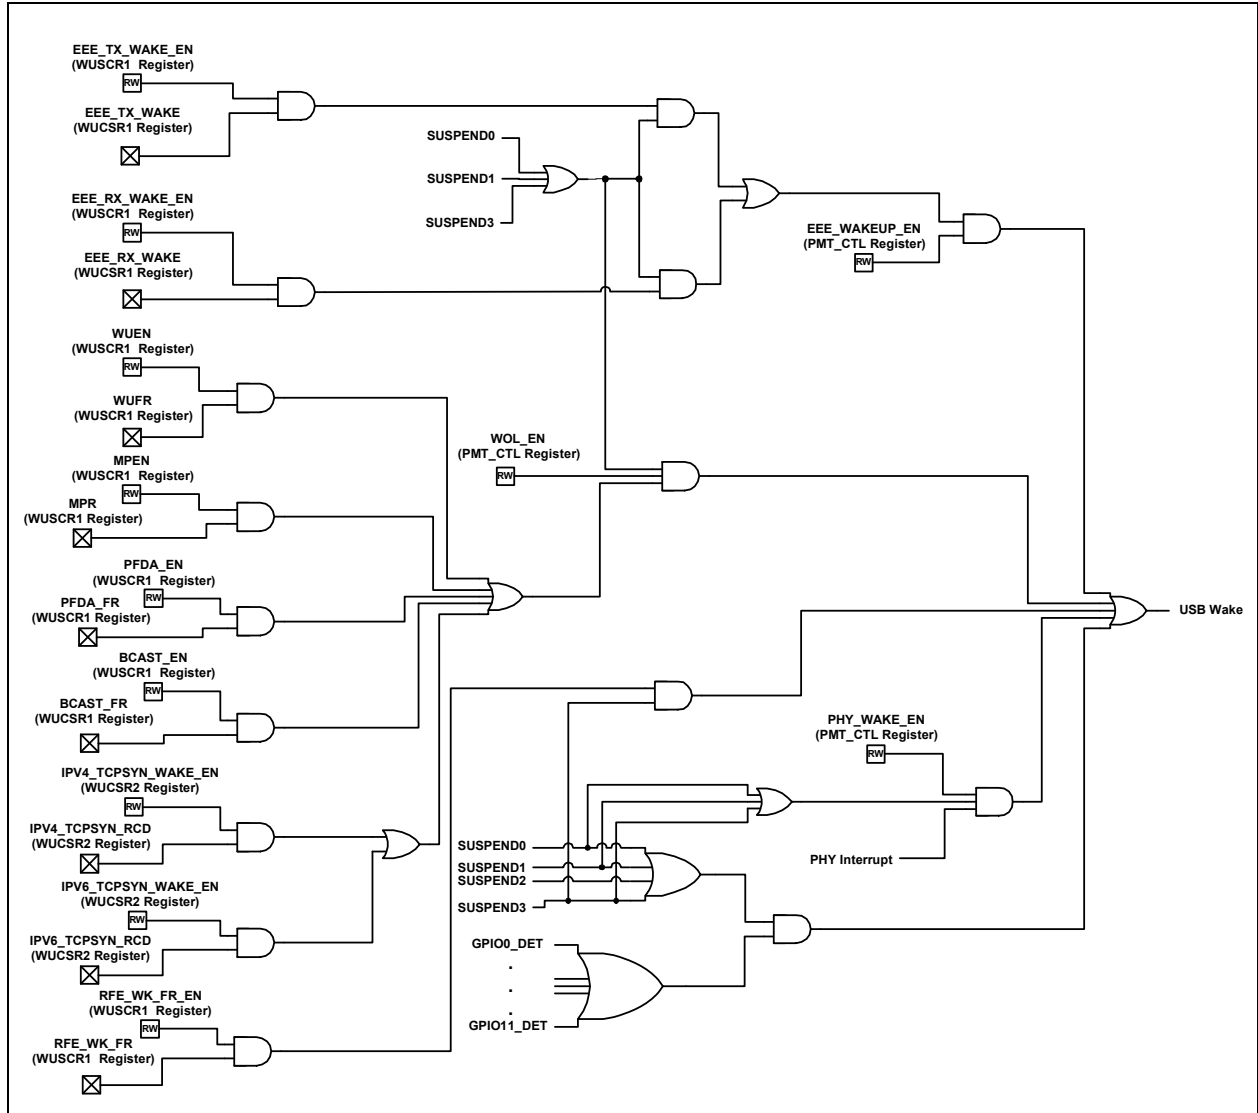 EEE_TX_WAKE_EN
(WUSCR1 Register)
RW
EEE_TX_WAKE
(WUCSR1 Register)
SUSPEND0
SUSPEND1
SUSPEND3
EEE_RX_WAKE_EN
(WUSCR1 Register)
RW
EEE_RX_WAKE
(WUCSR1 Register)
EEE_WAKEUP_EN
(PMT_CTL Register)
RW
WUEN
(WUSCR1 Register)
RW
WUFR
(WUSCR1 Register)
WOL_EN
(PMT_CTL Register)
RW
MPEN
(WUSCR1 Register)
RW
MPR
(WUSCR1 Register)
PFDA_EN
(WUSCR1 Register)
RW
PFDA_FR
(WUSCR1 Register)
USB Wake
BCAST_EN
(WUSCR1 Register)
RW
BCAST_FR
(WUCSR1 Register)
PHY_WAKE_EN
(PMT_CTL Register)
RW
IPV4_TCPSYN_WAKE_EN
(WUCSR2 Register)
RW
IPV4_TCPSYN_RCD
(WUCSR2 Register)
SUSPEND0
SUSPEND1
SUSPEND2
SUSPEND3
PHY Interrupt
IPV6_TCPSYN_WAKE_EN
(WUCSR2 Register)
RW
IPV6_TCPSYN_RCD
(WUCSR2 Register)
GPIO0_DET
.
.
.
GPIO11_DET
RFE_WK_FR_EN
(WUSCR1 Register)
RW
RFE_WK_FR
(WUSCR1 Register)